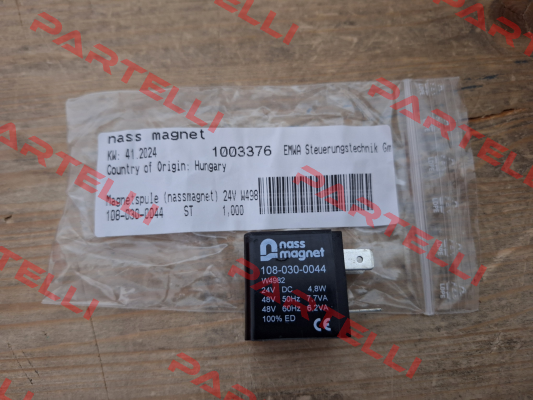 PARTELLI
nass magnet
KW: 41.2024 1003376 EMWA Steuerungstechnik Gm
Country of Origin: Hungary
Magnetspule (nassmagnet) 24V W498
108-030-0044 ST 1,000
nass
magnet
108-030-0044
W4982
24V DC 4,8W
48V 50Hz 7,7VA
48V 60Hz 6,2VA
100% ED CE
PARTELLI
PARTELLI